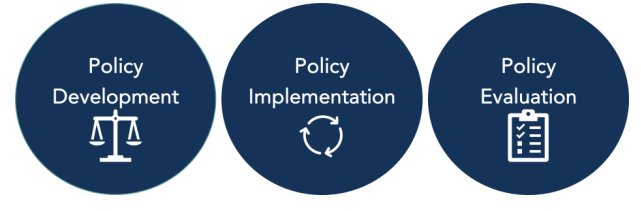 Policy
Development
Policy
Implementation
Policy
Evaluation